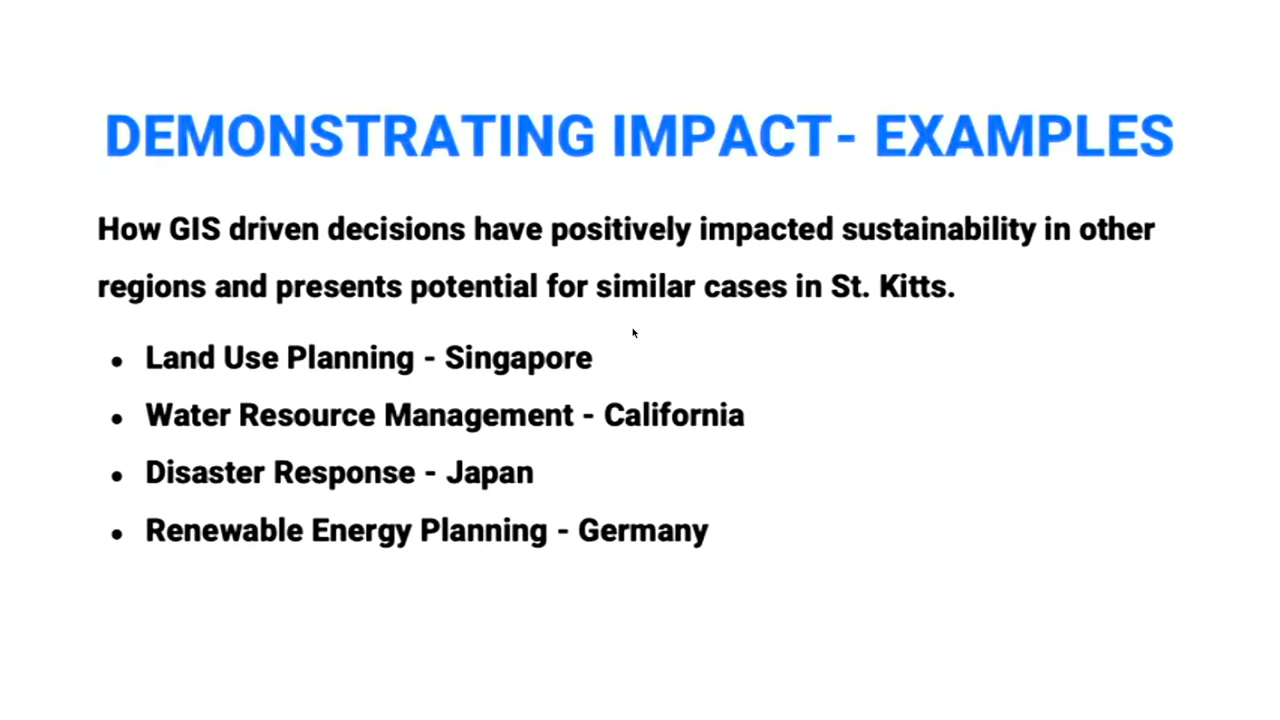 DEMONSTRATING IMPACT- EXAMPLES
How GIS driven decisions have positively impacted sustainability in other
regions and presents potential for similar cases in St. Kitts.
• Land Use Planning - Singapore
• Water Resource Management - California
• Disaster Response - Japan
• Renewable Energy Planning - Germany